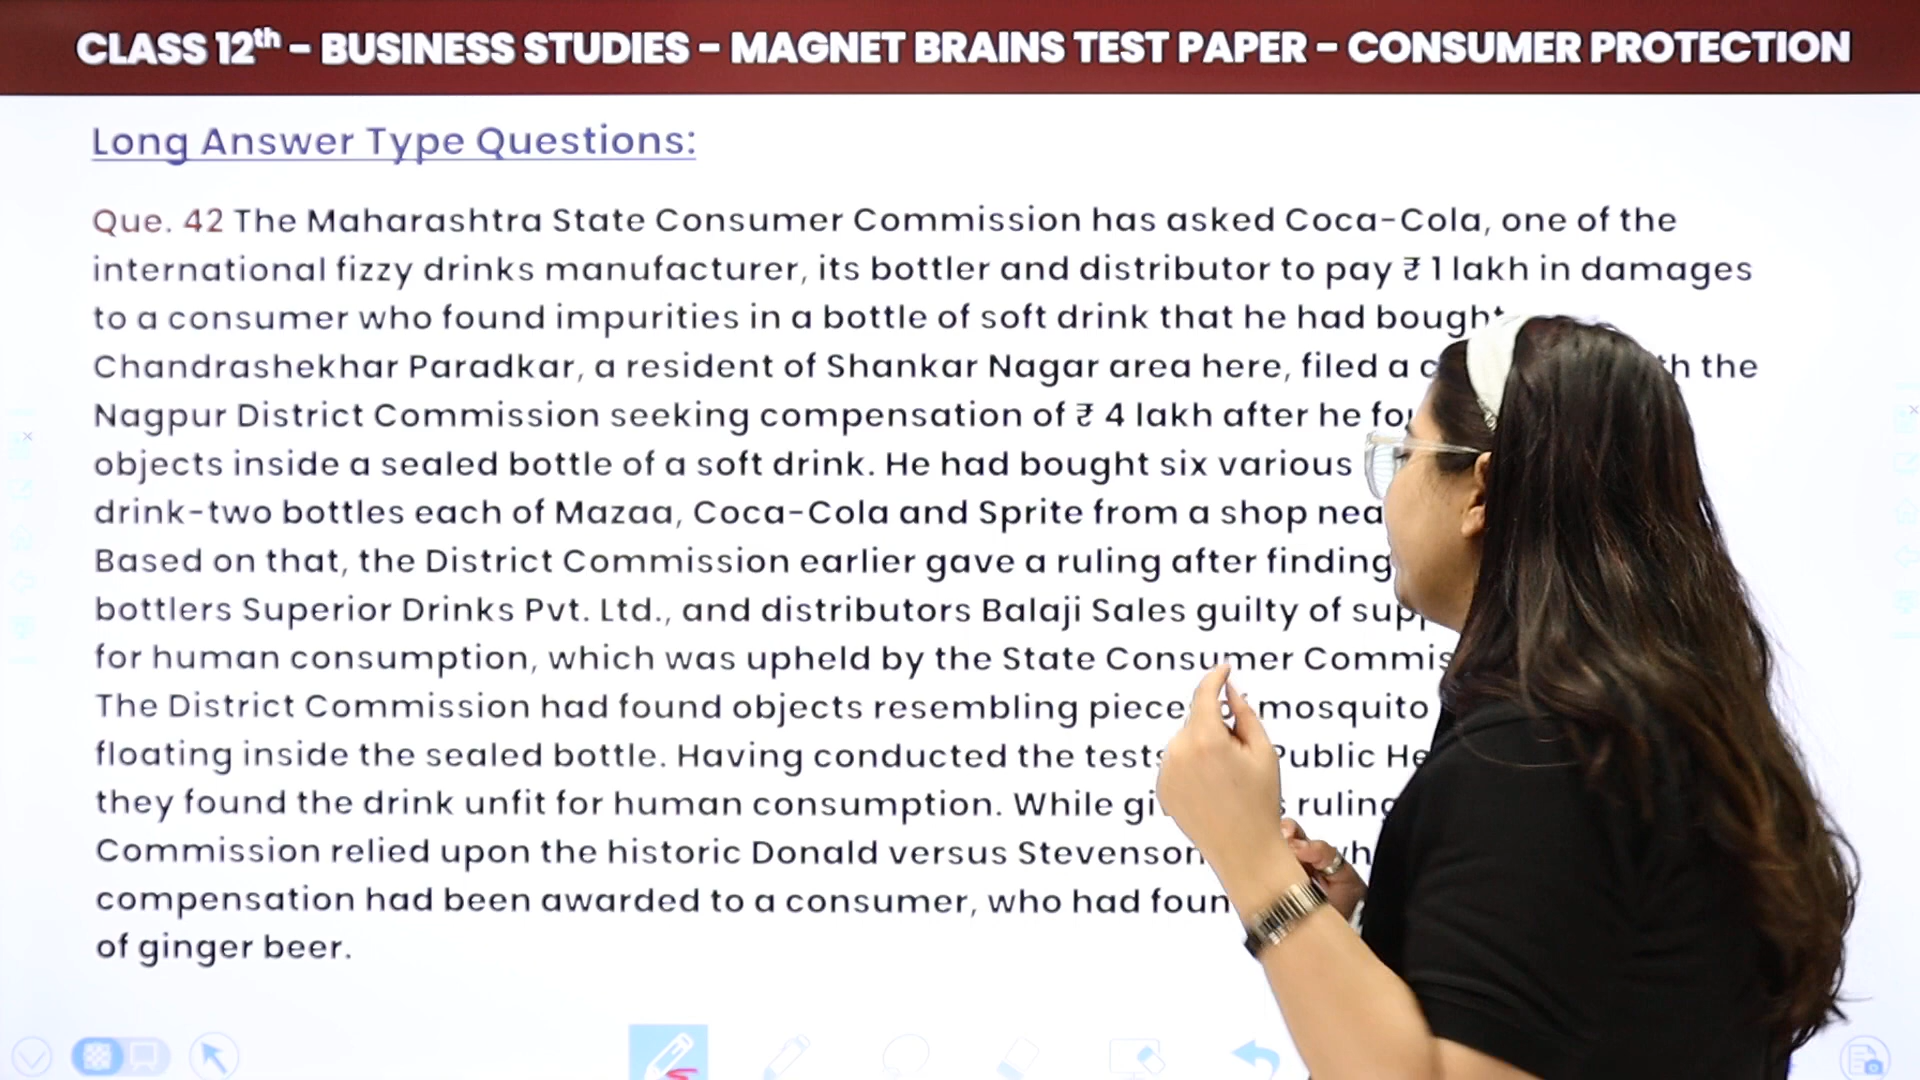 CLASS 12th – BUSINESS STUDIES – MAGNET BRAINS TEST PAPER – CONSUMER PROTECTION
Long Answer Type Questions:
Que. 42 The Maharashtra State Consumer Commission has asked Coca-Cola, one of the
international fizzy drinks manufacturer, its bottler and distributor to pay ₹ 1 lakh in damages
to a consumer who found impurities in a bottle of soft drink that he had bought
Chandrashekhar Paradkar, a resident of Shankar Nagar area here, filed a the
Nagpur District Commission seeking compensation of ₹ 4 lakh after he
objects inside a sealed bottle of a soft drink. He had bought six various
drink-two bottles each of Mazaa, Coca-Cola and Sprite from a shop
Based on that, the District Commission earlier gave a ruling after finding
bottlers Superior Drinks Pvt. Ltd., and distributors Balaji Sales guilty of
for human consumption, which was upheld by the State Consumer
The District Commission had found objects resembling mosquito
floating inside the sealed bottle. Having conducted the tests Public
they found the drink unfit for human consumption. While ruling
Commission relied upon the historic Donald versus Stevenson
compensation had been awarded to a consumer, who had
of ginger beer.